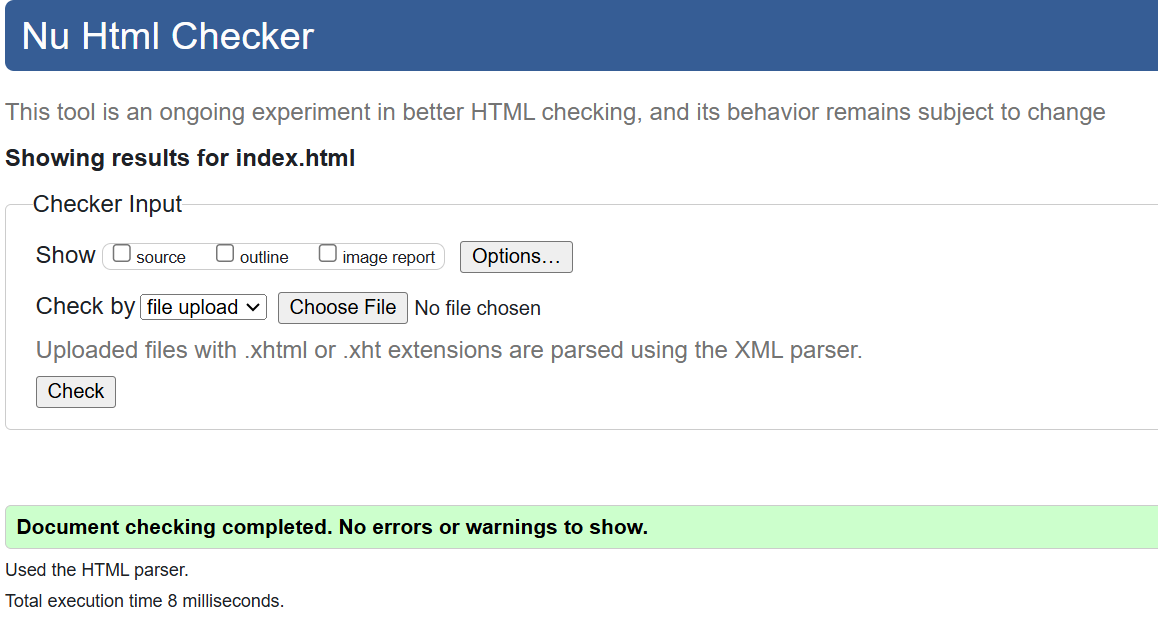 Nu Html Checker
This tool is an ongoing experiment in better HTML checking, and its behavior remains subject to change
Showing results for index.html
Checker Input
Show source outline image report Options...
Check by file upload Choose File No file chosen
Uploaded files with .xhtml or .xht extensions are parsed using the XML parser.
Check
Document checking completed. No errors or warnings to show.
Used the HTML parser.
Total execution time 8 milliseconds.